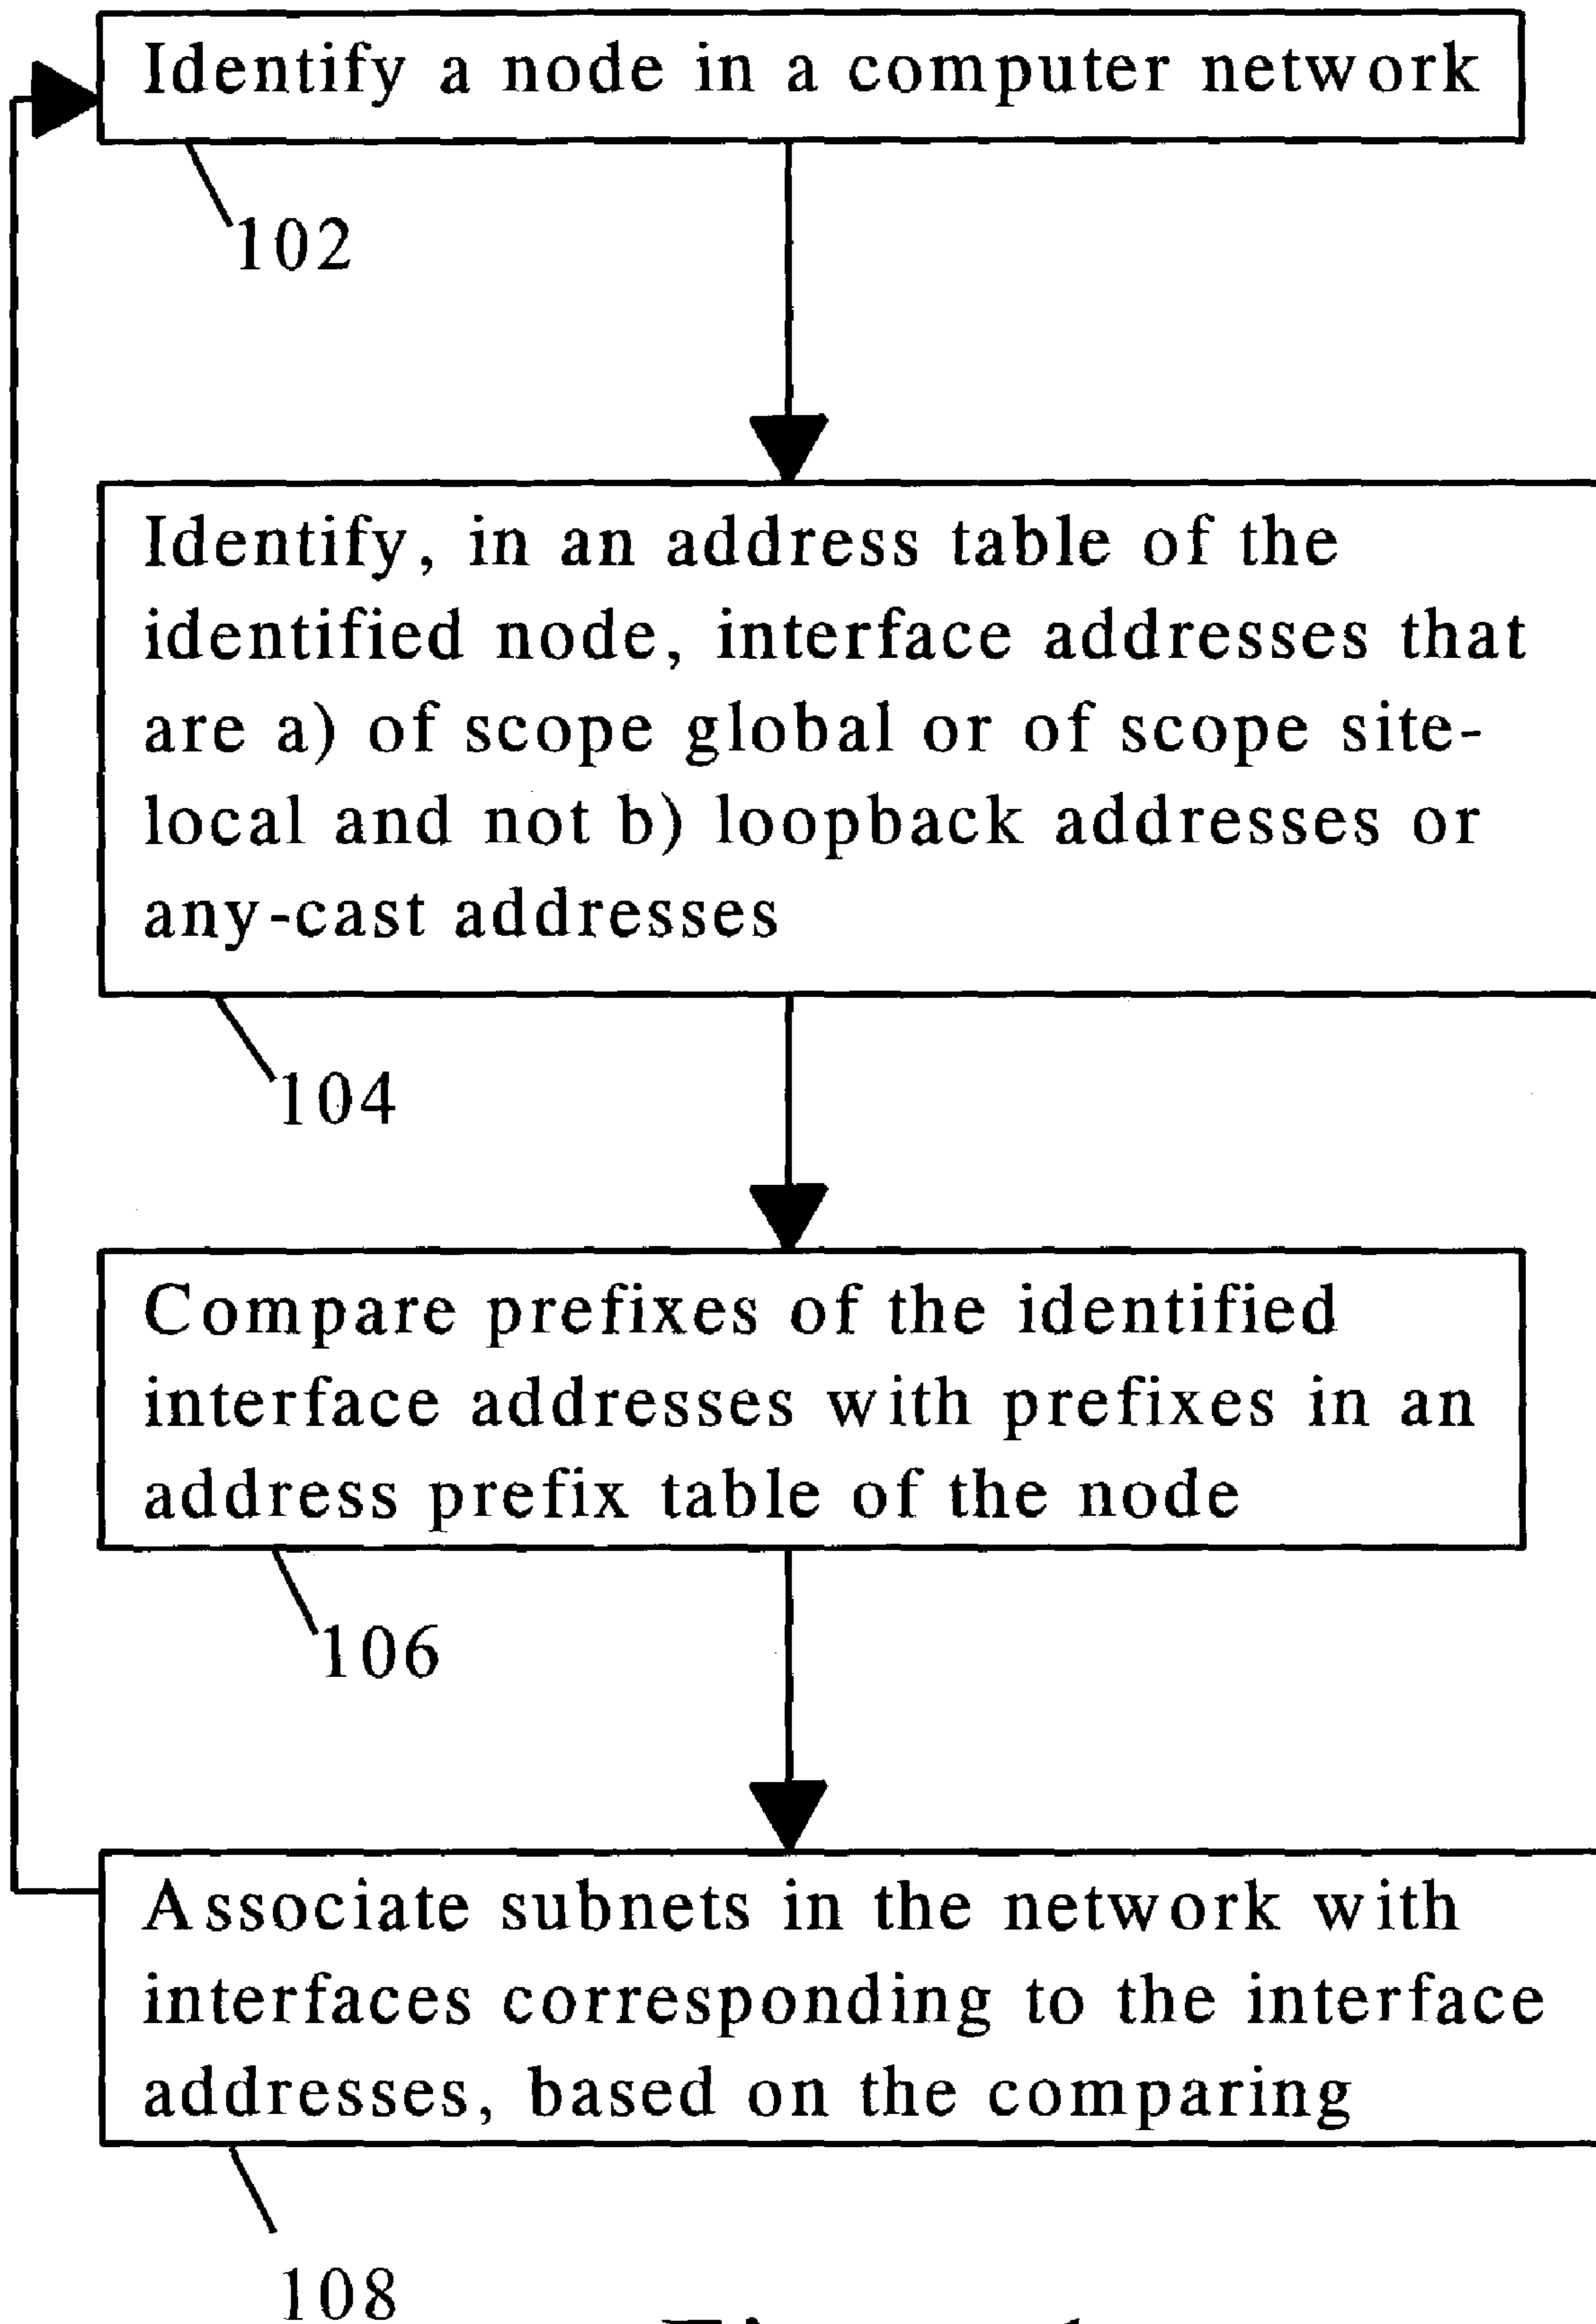 Identify a node in a computer network
102
Identify, in an address table of the
identified node, interface addresses that
are a) of scope global or of scope site-
local and not b) loopback addresses or
any-cast addresses
104
Compare prefixes of the identified
interface addresses with prefixes in an
address prefix table of the node
106
Associate subnets in the network with
interfaces corresponding to the interface
addresses, based on the comparing
108